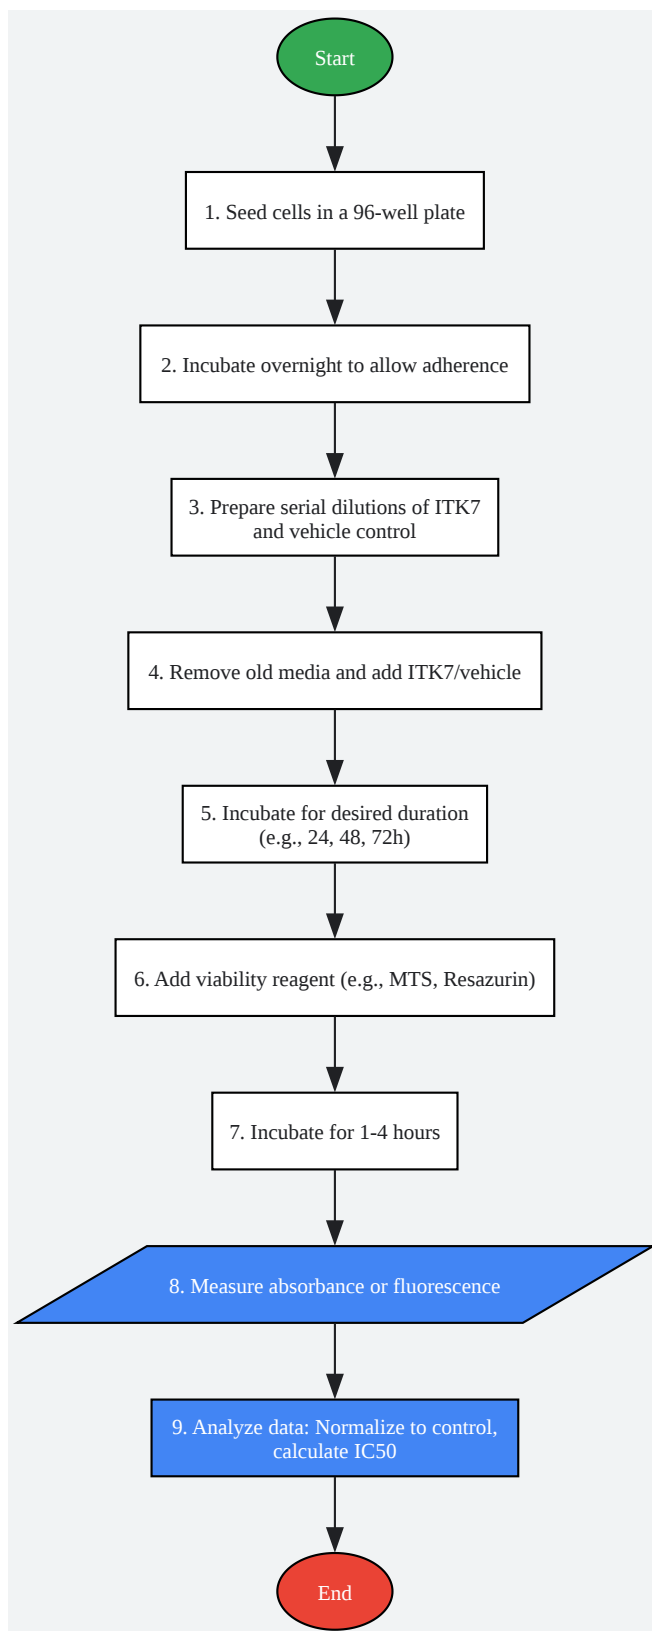 Start
1. Seed cells in a 96-well plate
2. Incubate overnight to allow adherence
3. Prepare serial dilutions of ITK7
and vehicle control
4. Remove old media and add ITK7/vehicle
5. Incubate for desired duration
(e.g., 24, 48, 72h)
6. Add viability reagent (e.g., MTS, Resazurin)
7. Incubate for 1-4 hours
8. Measure absorbance or fluorescence
9. Analyze data: Normalize to control,
calculate IC50
End